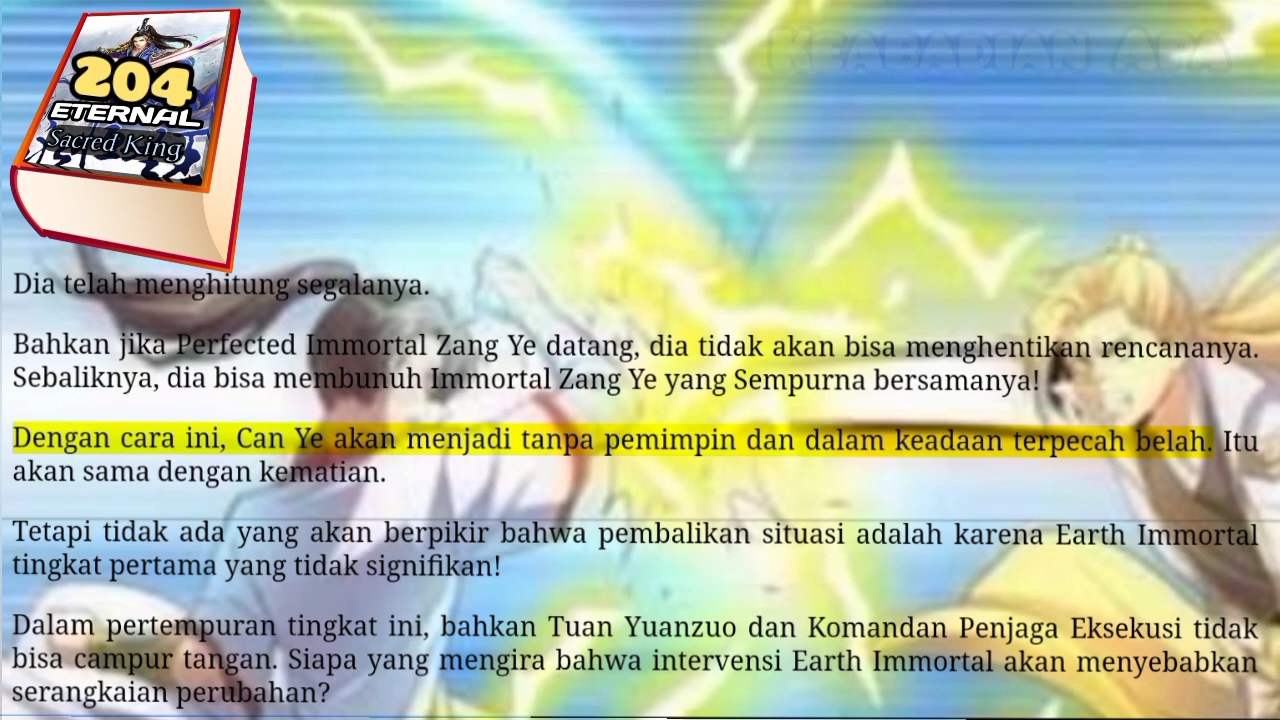 204
ETERNAL
Sacred King
KEABADIAN ADA
Dia telah menghitung segalanya.
Bahkan jika Perfected Immortal Zang Ye datang, dia tidak akan bisa menghentikan rencananya.
Sebaliknya, dia bisa membunuh Immortal Zang Ye yang Sempurna bersamanya!
Dengan cara ini, Can Ye akan menjadi tanpa pemimpin dan dalam keadaan terpecah belah. Itu
akan sama dengan kematian.
Tetapi tidak ada yang akan berpikir bahwa pembalikan situasi adalah karena Earth Immortal
tingkat pertama yang tidak signifikan!
Dalam pertempuran tingkat ini, bahkan Tuan Yuanzuo dan Komandan Penjaga Eksekusi tidak
bisa campur tangan. Siapa yang mengira bahwa intervensi Earth Immortal akan menyebabkan
serangkaian perubahan?